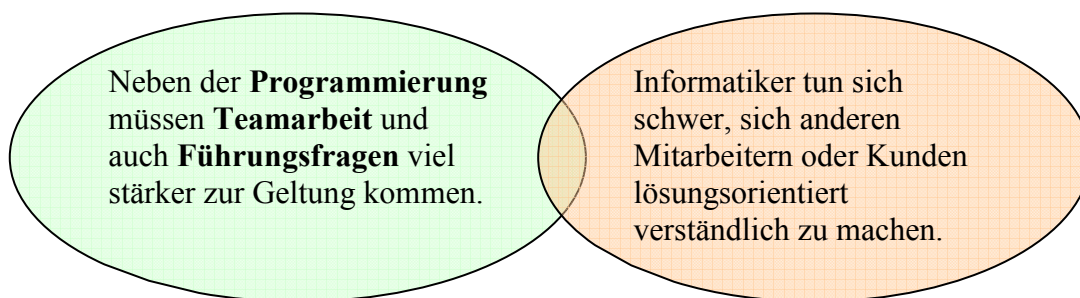 Neben der Programmierung
müssen Teamarbeit und
auch Führungsfragen viel
stärker zur Geltung kommen.
Informatiker tun sich
schwer, sich anderen
Mitarbeitern oder Kunden
lösungsorientiert
verständlich zu machen.